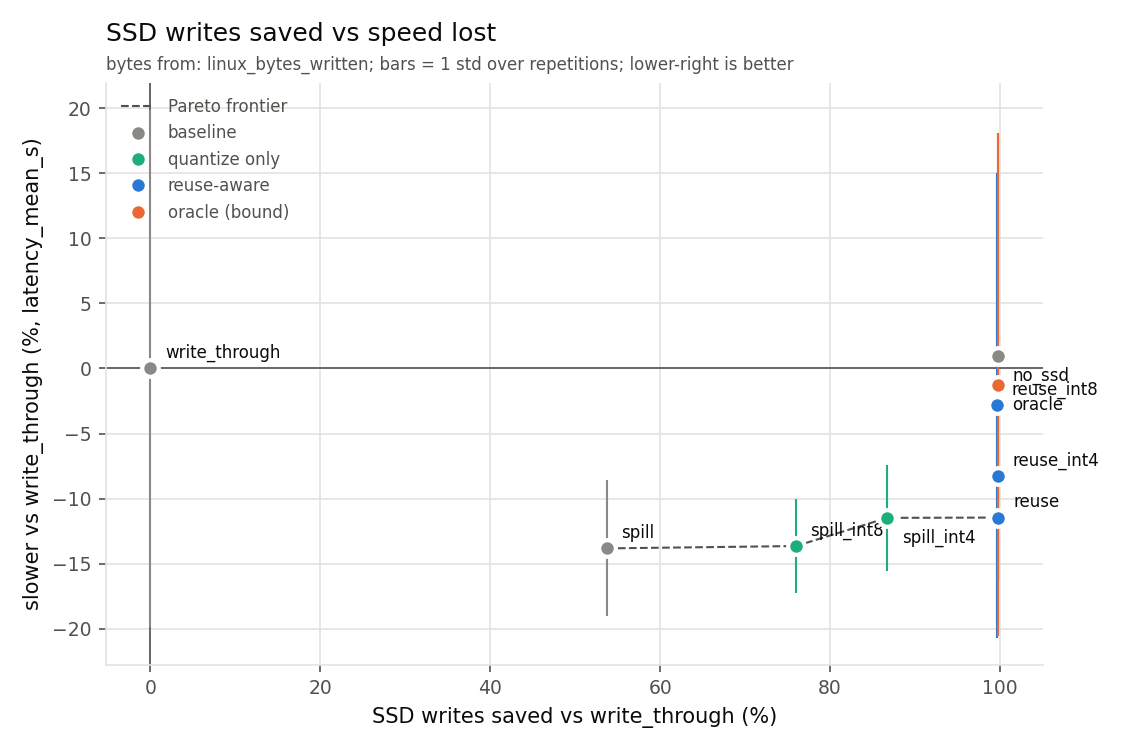 SSD writes saved vs speed lost
bytes from: linux_bytes_written; bars = 1 std over repetitions; lower-right is better
slower vs write_through (%, latency_mean_s)
20
15
10
5
0
−5
−10
−15
−20
Pareto frontier
baseline
quantize only
reuse-aware
oracle (bound)
write_through
no_ssd
reuse_int8
oracle
reuse_int4
reuse
spill
spill_int8
spill_int4
0
20
40
60
80
100
SSD writes saved vs write_through (%)